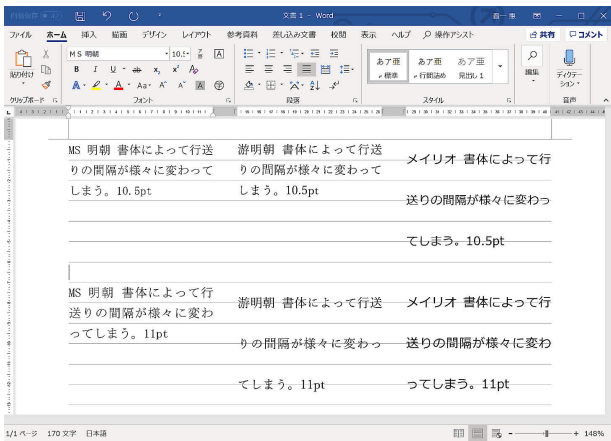 文書 1 - Word
ファイル ホーム 挿入 描画 デザイン レイアウト 参考資料 差し込み文書 校閲 表示 ヘルプ 操作アシスト 共有 コメント
貼り付け
MS 明朝 10.5
B I U ab x₂ x²
Aa
あア亜 あア亜 あア亜
標準 行間詰め 見出し 1
編集
ディクテーション
クリップボード フォント 段落 スタイル 音声
MS 明朝 書体によって行送
りの間隔が様々に変わって
しまう。10.5pt
游明朝 書体によって行送
りの間隔が様々に変わって
しまう。10.5pt
メイリオ 書体によって行
送りの間隔が様々に変わっ
てしまう。10.5pt
MS 明朝 書体によって行
送りの間隔が様々に変わ
ってしまう。11pt
游明朝 書体によって行送
りの間隔が様々に変わっ
てしまう。11pt
メイリオ 書体によって行
送りの間隔が様々に変わ
ってしまう。11pt
1/1 ページ 170 文字 日本語 148%